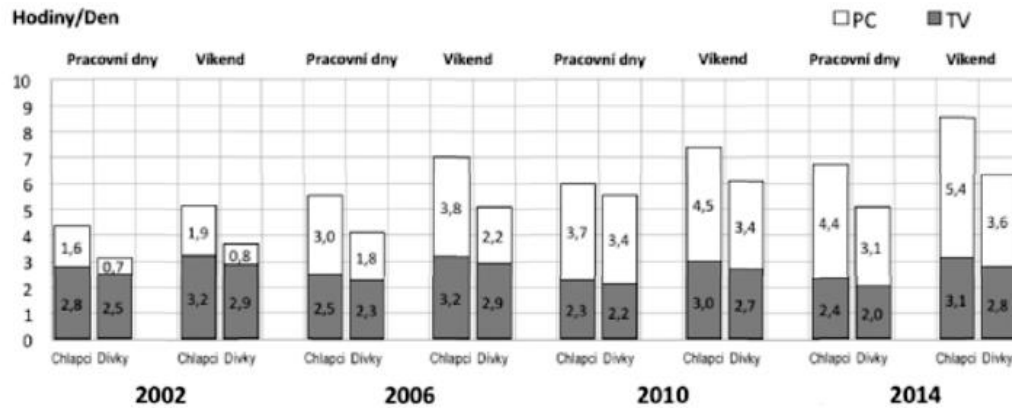 Hodiny/Den
PC TV
Pracovní dny Víkend Pracovní dny Víkend Pracovní dny Víkend Pracovní dny Víkend
10
9
8
7
6
5
4
3
2
1
0
1,6 0,7 1,9 0,8 3,0 1,8 3,8 2,2 3,7 3,4 4,5 3,4 4,4 3,1 5,4 3,6
2,8 2,5 3,2 2,9 2,5 2,3 3,2 2,9 2,3 2,2 3,0 2,7 2,4 2,0 3,1 2,8
Chlapci Dívky Chlapci Dívky Chlapci Dívky Chlapci Dívky Chlapci Dívky Chlapci Dívky Chlapci Dívky Chlapci Dívky
2002 2006 2010 2014